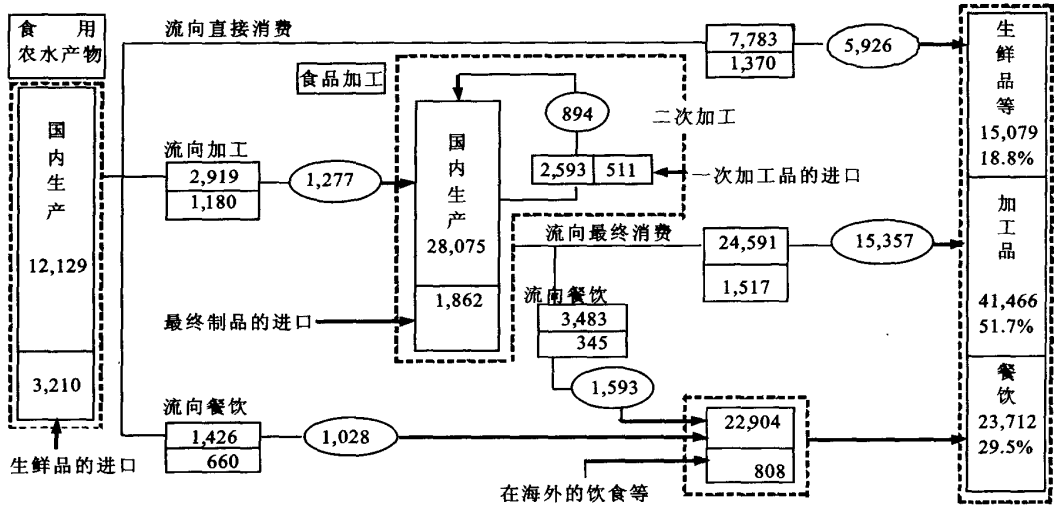 食 用
农水产物
国内生产
12,129
3,210
生鲜品的进口
流向直接消费
7,783
1,370
5,926
流向加工
2,919
1,180
1,277
食品加工
国内生产
28,075
1,862
最终制品的进口
894
二次加工
2,593
511
一次加工品的进口
流向最终消费
24,591
1,517
15,357
流向餐饮
3,483
345
1,593
流向餐饮
1,426
660
1,028
22,904
808
在海外的饮食等
生鲜品等
15,079
18.8%
加工品
41,466
51.7%
餐饮
23,712
29.5%